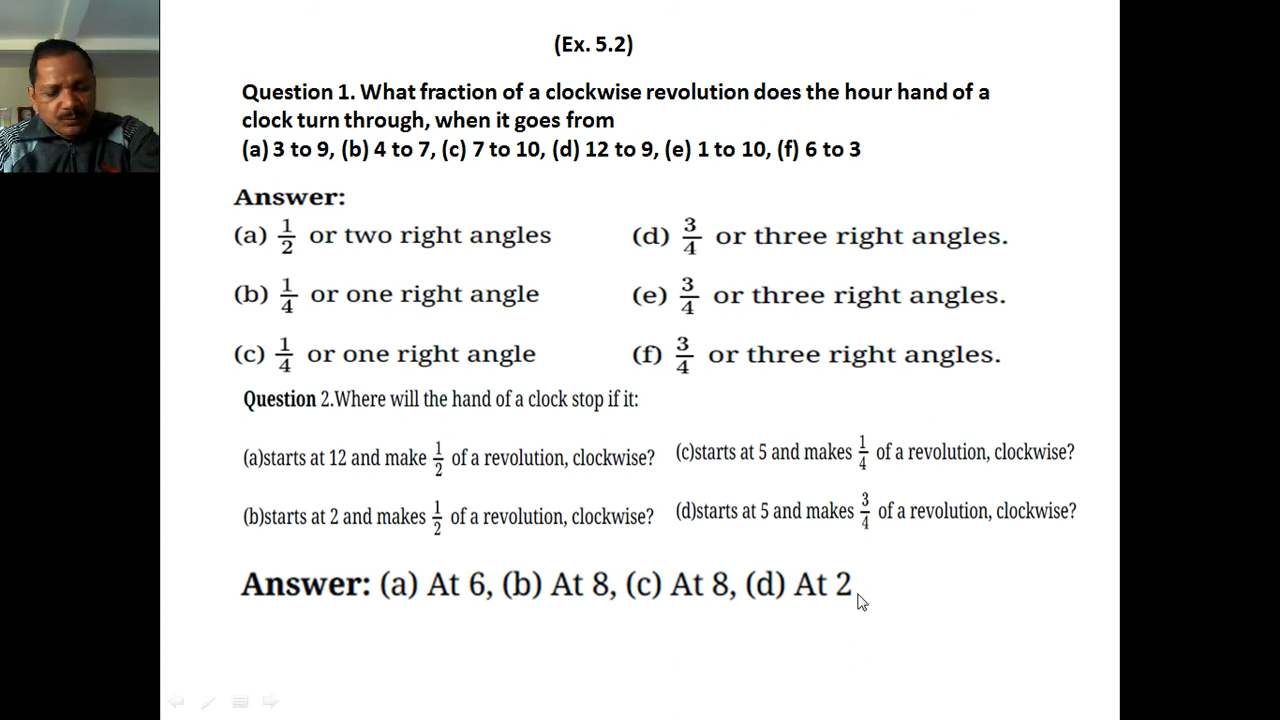 (Ex. 5.2)
Question 1. What fraction of a clockwise revolution does the hour hand of a
clock turn through, when it goes from
(a) 3 to 9, (b) 4 to 7, (c) 7 to 10, (d) 12 to 9, (e) 1 to 10, (f) 6 to 3
Answer:
(a) 1/2 or two right angles
(d) 3/4 or three right angles.
(b) 1/4 or one right angle
(e) 3/4 or three right angles.
(c) 1/4 or one right angle
(f) 3/4 or three right angles.
Question 2.Where will the hand of a clock stop if it:
(a)starts at 12 and make 1/2 of a revolution, clockwise?
(c)starts at 5 and makes 1/4 of a revolution, clockwise?
(b)starts at 2 and makes 1/2 of a revolution, clockwise?
(d)starts at 5 and makes 3/4 of a revolution, clockwise?
Answer: (a) At 6, (b) At 8, (c) At 8, (d) At 2